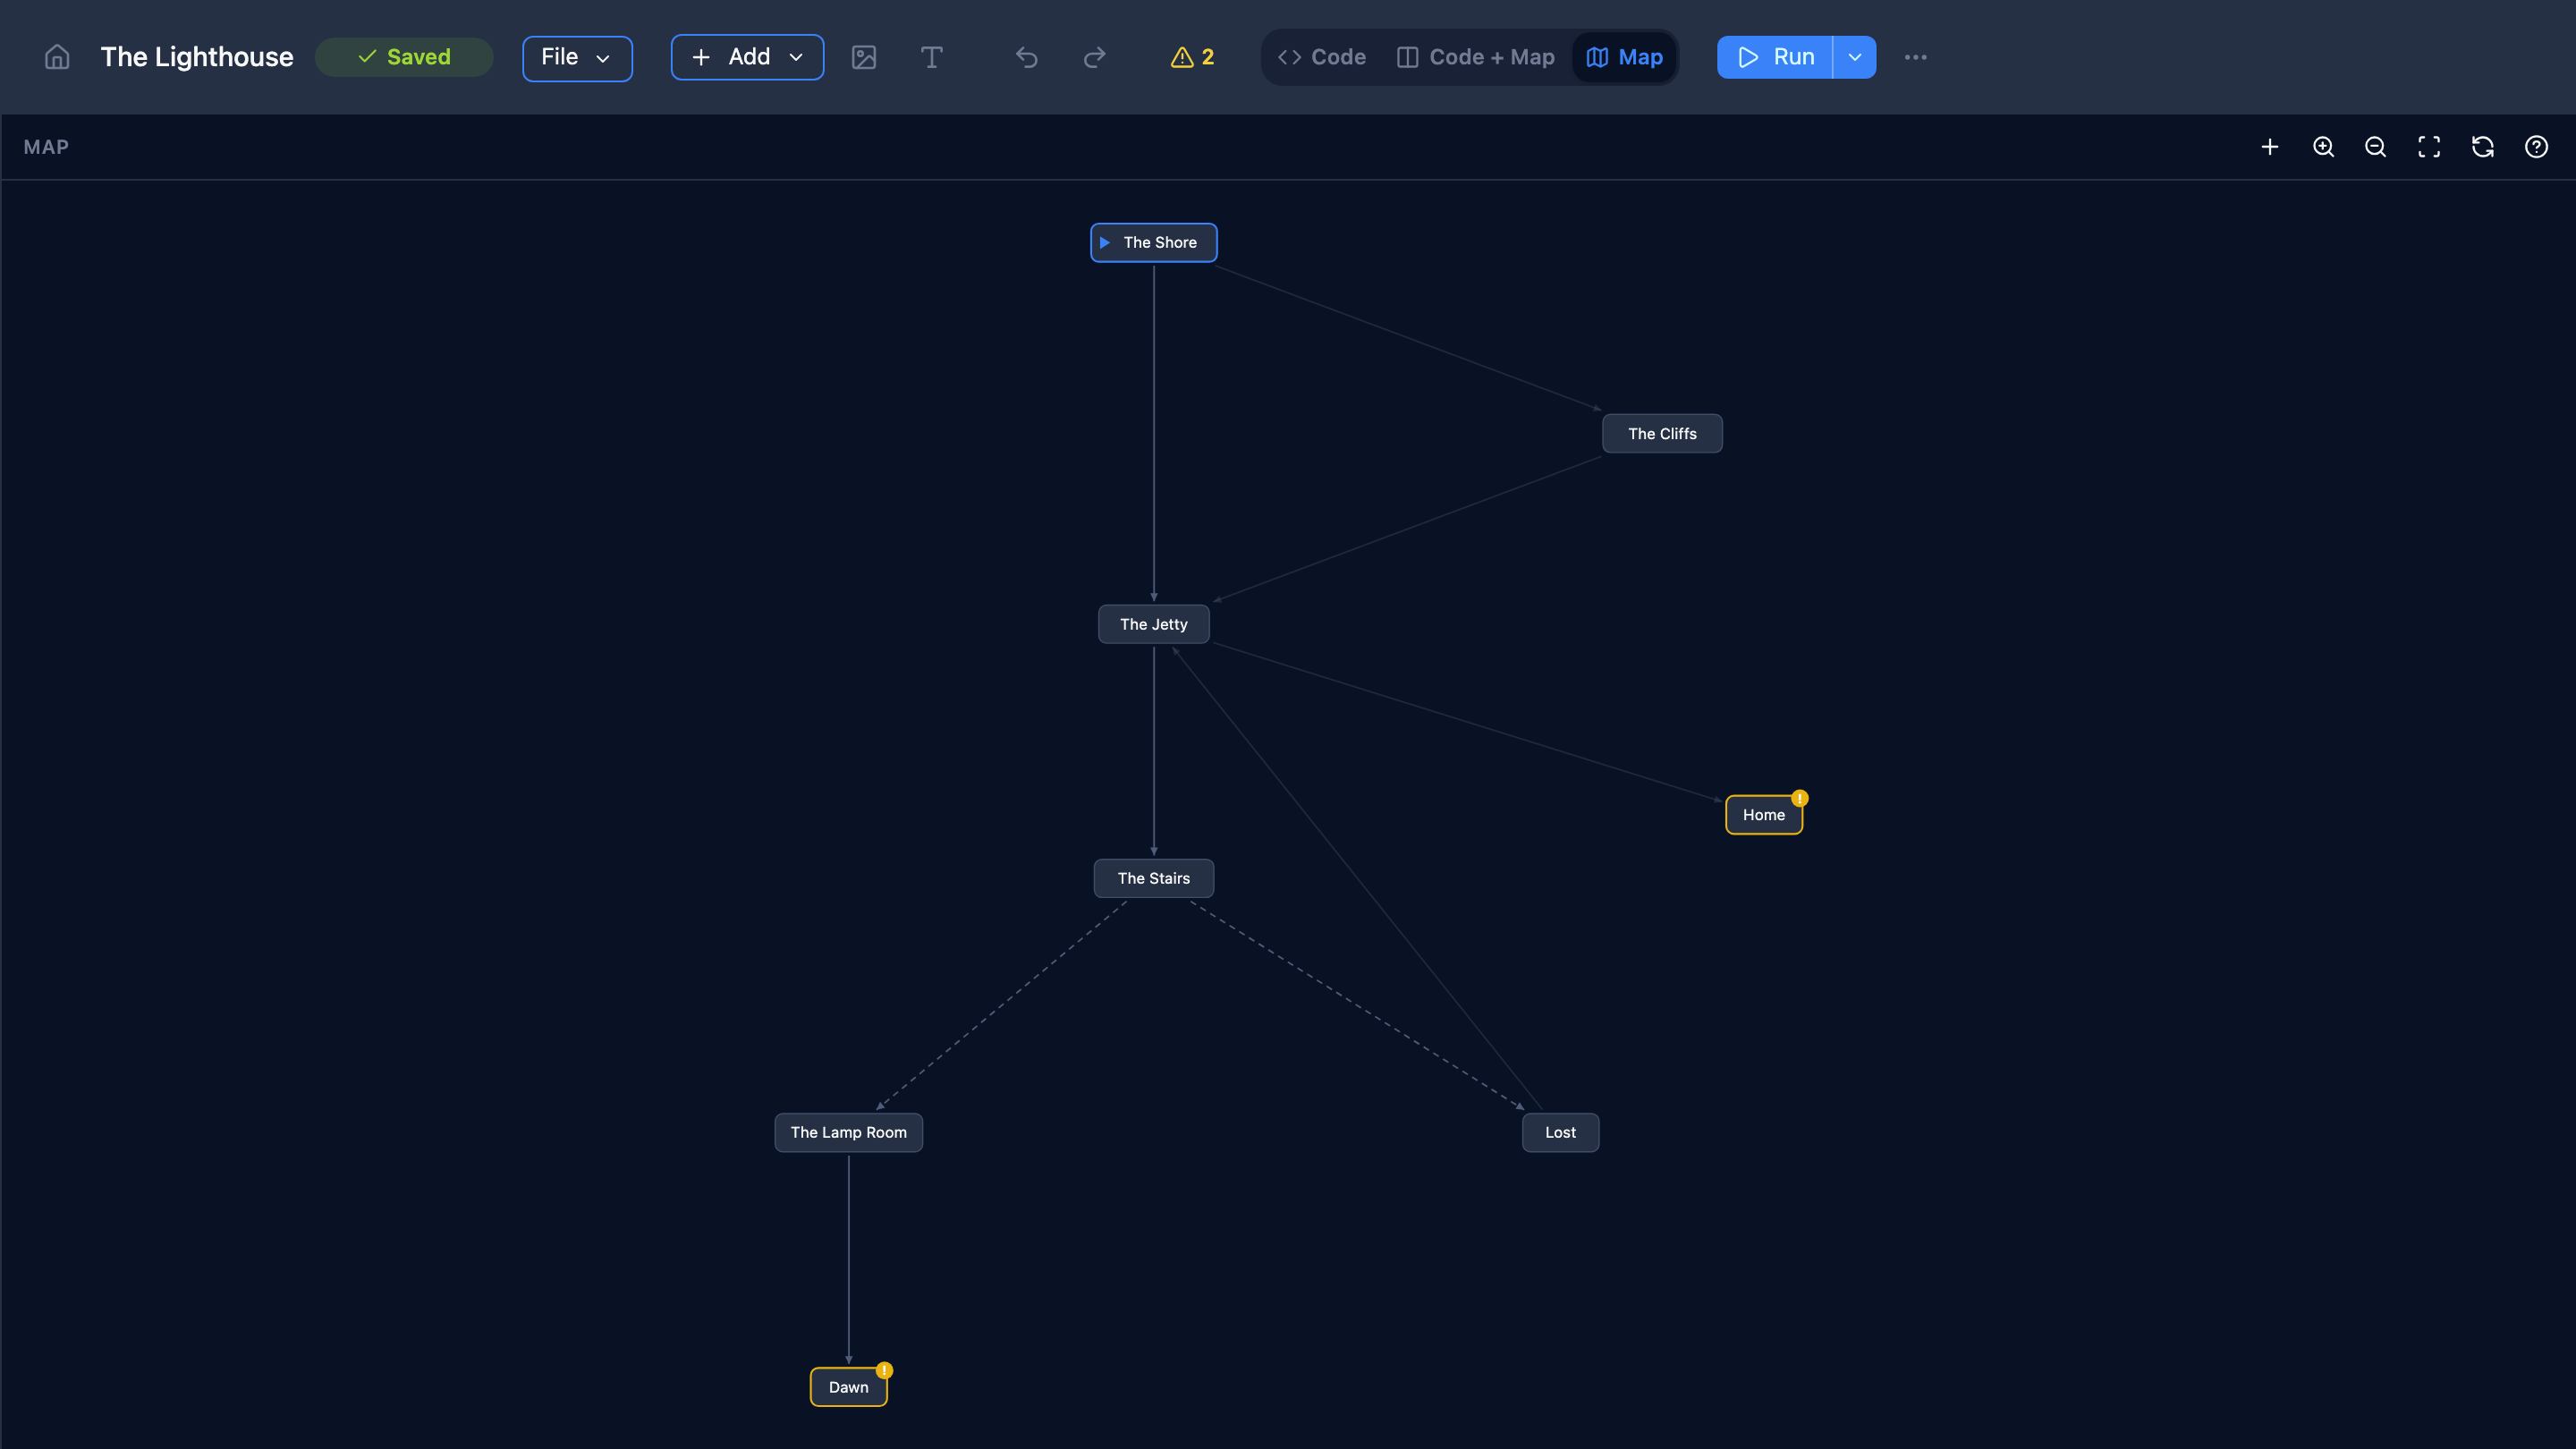 The Lighthouse Saved File Add 2 Code Code + Map Map Run
MAP
The Shore
The Cliffs
The Jetty
Home
!
The Stairs
The Lamp Room
Lost
Dawn
!